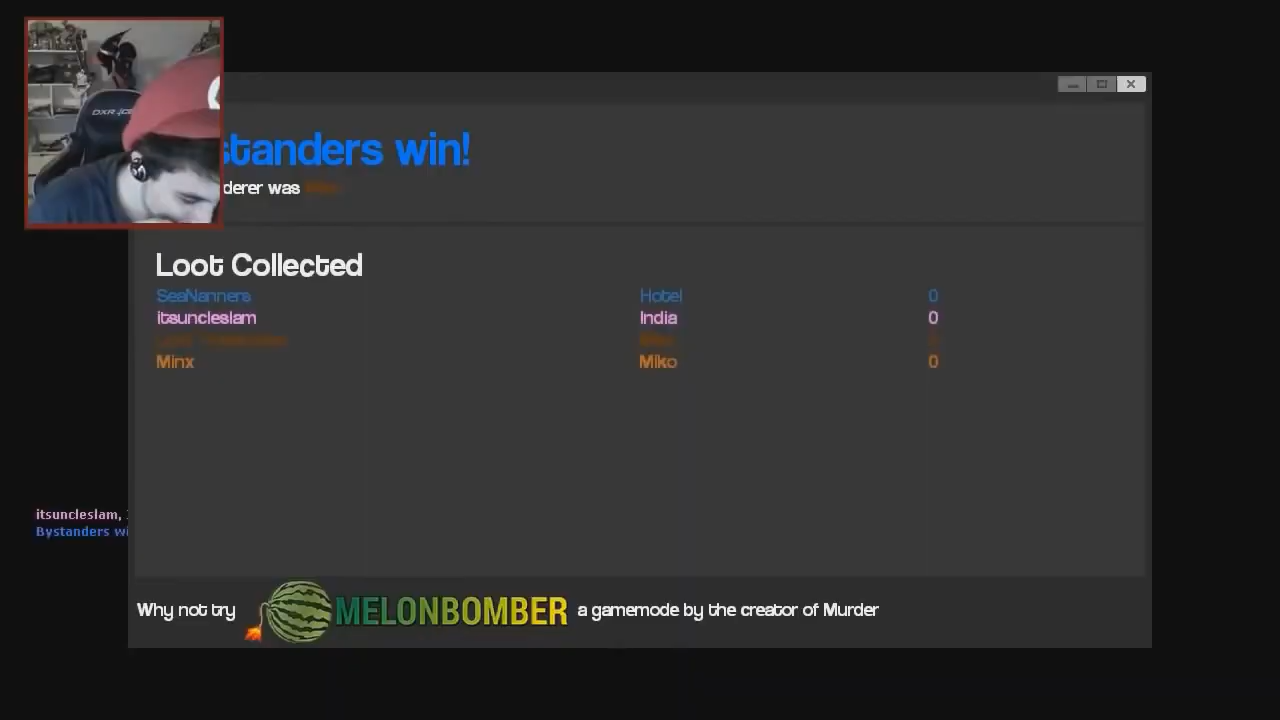 standers win!
derer was
Loot Collected
SeaNanners Hotel 0
itsuncleslam India 0
Minx Miko 0
itsuncleslam,
Bystanders wi
Why not try MELONBOMBER a gamemode by the creator of Murder